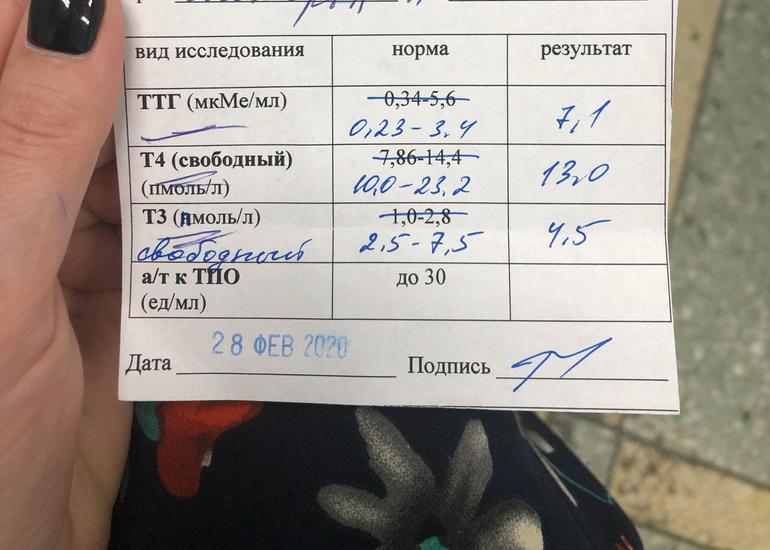 вид исследования норма результат
ТТГ (мкМе/мл) 0,34-5,6
0,23-3,4 7,1
Т4 (свободный) 7,86-14,4
(пмоль/л) 10,0-23,2 13,0
Т3 (пмоль/л) 1,0-2,8
свободный 2,5-7,5 4,5
а/т к ТПО до 30
(ед/мл)
28 ФЕВ 2020
Дата Подпись